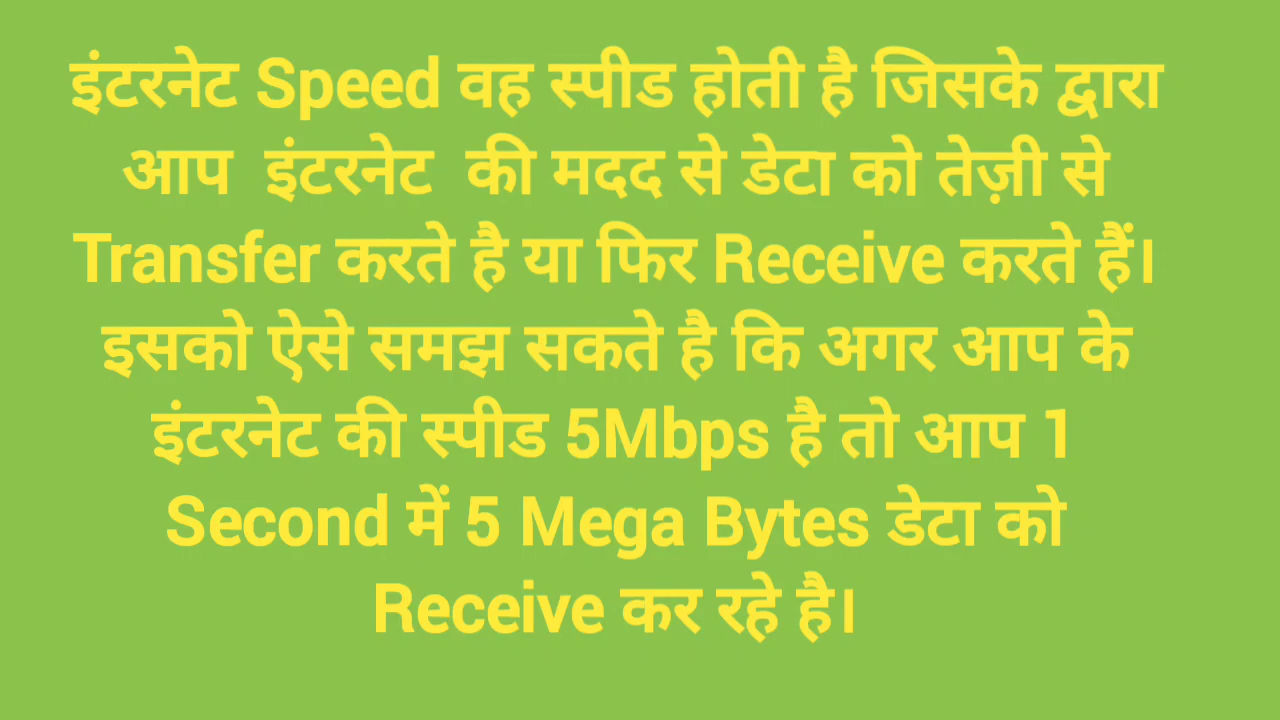 इंटरनेट Speed वह स्पीड होती है जिसके द्वारा
आप इंटरनेट की मदद से डेटा को तेज़ी से
Transfer करते है या फिर Receive करते हैं।
इसको ऐसे समझ सकते है कि अगर आप के
इंटरनेट की स्पीड 5Mbps है तो आप 1
Second में 5 Mega Bytes डेटा को
Receive कर रहे है।